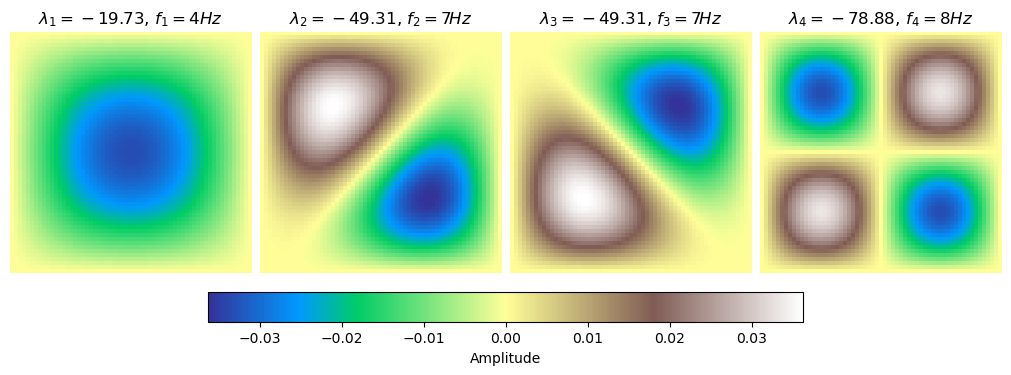 λ₁ = −19.73, f₁ = 4Hz
λ₂ = −49.31, f₂ = 7Hz
λ₃ = −49.31, f₃ = 7Hz
λ₄ = −78.88, f₄ = 8Hz
−0.03 −0.02 −0.01 0.00 0.01 0.02 0.03
Amplitude